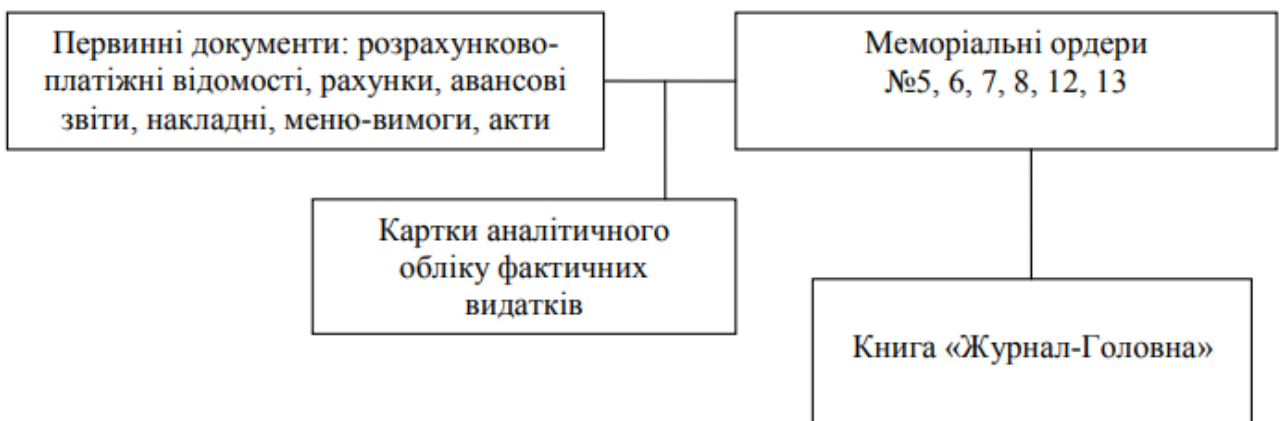 Первинні документи: розрахунково-
платіжні відомості, рахунки, авансові
звіти, накладні, меню-вимоги, акти
Меморіальні ордери
№5, 6, 7, 8, 12, 13
Картки аналітичного
обліку фактичних
видатків
Книга «Журнал-Головна»